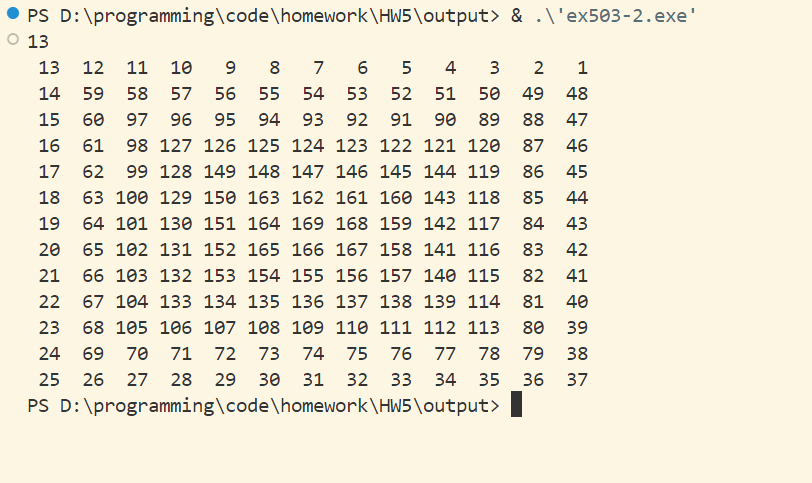 PS D:\programming\code\homework\HW5\output> & .\'ex503-2.exe'
13
13 12 11 10 9 8 7 6 5 4 3 2 1
14 59 58 57 56 55 54 53 52 51 50 49 48
15 60 97 96 95 94 93 92 91 90 89 88 47
16 61 98 127 126 125 124 123 122 121 120 87 46
17 62 99 128 149 148 147 146 145 144 119 86 45
18 63 100 129 150 163 162 161 160 143 118 85 44
19 64 101 130 151 164 169 168 159 142 117 84 43
20 65 102 131 152 165 166 167 158 141 116 83 42
21 66 103 132 153 154 155 156 157 140 115 82 41
22 67 104 133 134 135 136 137 138 139 114 81 40
23 68 105 106 107 108 109 110 111 112 113 80 39
24 69 70 71 72 73 74 75 76 77 78 79 38
25 26 27 28 29 30 31 32 33 34 35 36 37
PS D:\programming\code\homework\HW5\output>